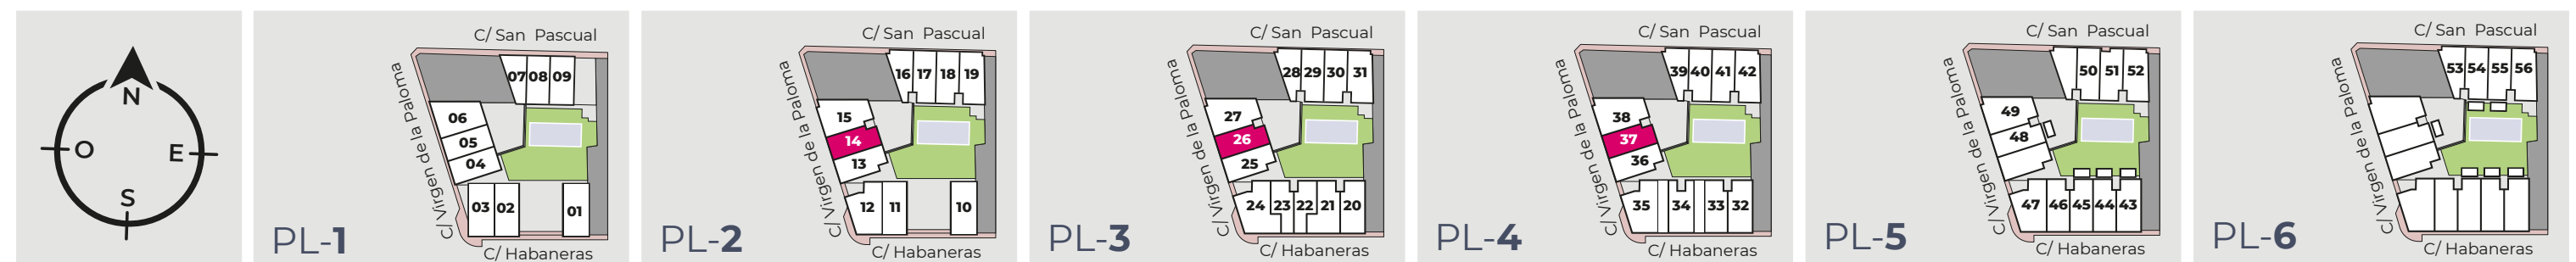 N
O
E
S
C/ San Pascual
C/Virgen de la Paloma
07 08 09
06
05
04
03 02
01
C/ Habaneras
PL-1
C/ San Pascual
C/Virgen de la Paloma
16 17 18 19
15
14
13
12 11
10
C/ Habaneras
PL-2
C/ San Pascual
C/Virgen de la Paloma
28 29 30 31
27
26
25
24 23 22 21 20
C/ Habaneras
PL-3
C/ San Pascual
C/Virgen de la Paloma
39 40 41 42
38
37
36
35 34 33 32
C/ Habaneras
PL-4
C/ San Pascual
C/Virgen de la Paloma
50 51 52
49
48
47 46 45 44 43
C/ Habaneras
PL-5
C/ San Pascual
C/Virgen de la Paloma
53 54 55 56
C/ Habaneras
PL-6